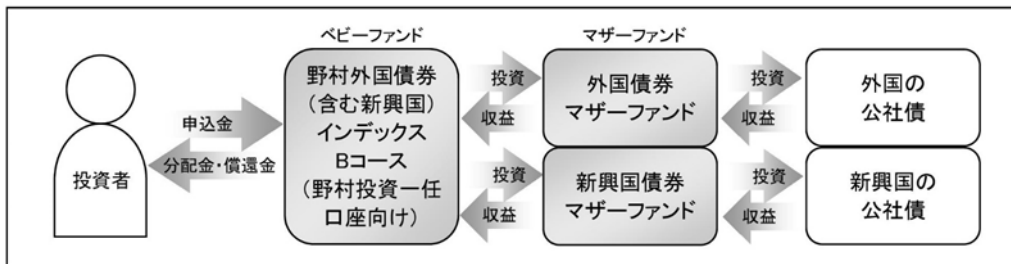 ベビーファンド
マザーファンド
投資者
申込金
分配金・償還金
野村外国債券
(含む新興国)
インデックス
Bコース
(野村投資一任
口座向け)
投資
収益
外国債券
マザーファンド
投資
収益
外国の
公社債
投資
収益
新興国債券
マザーファンド
投資
収益
新興国の
公社債